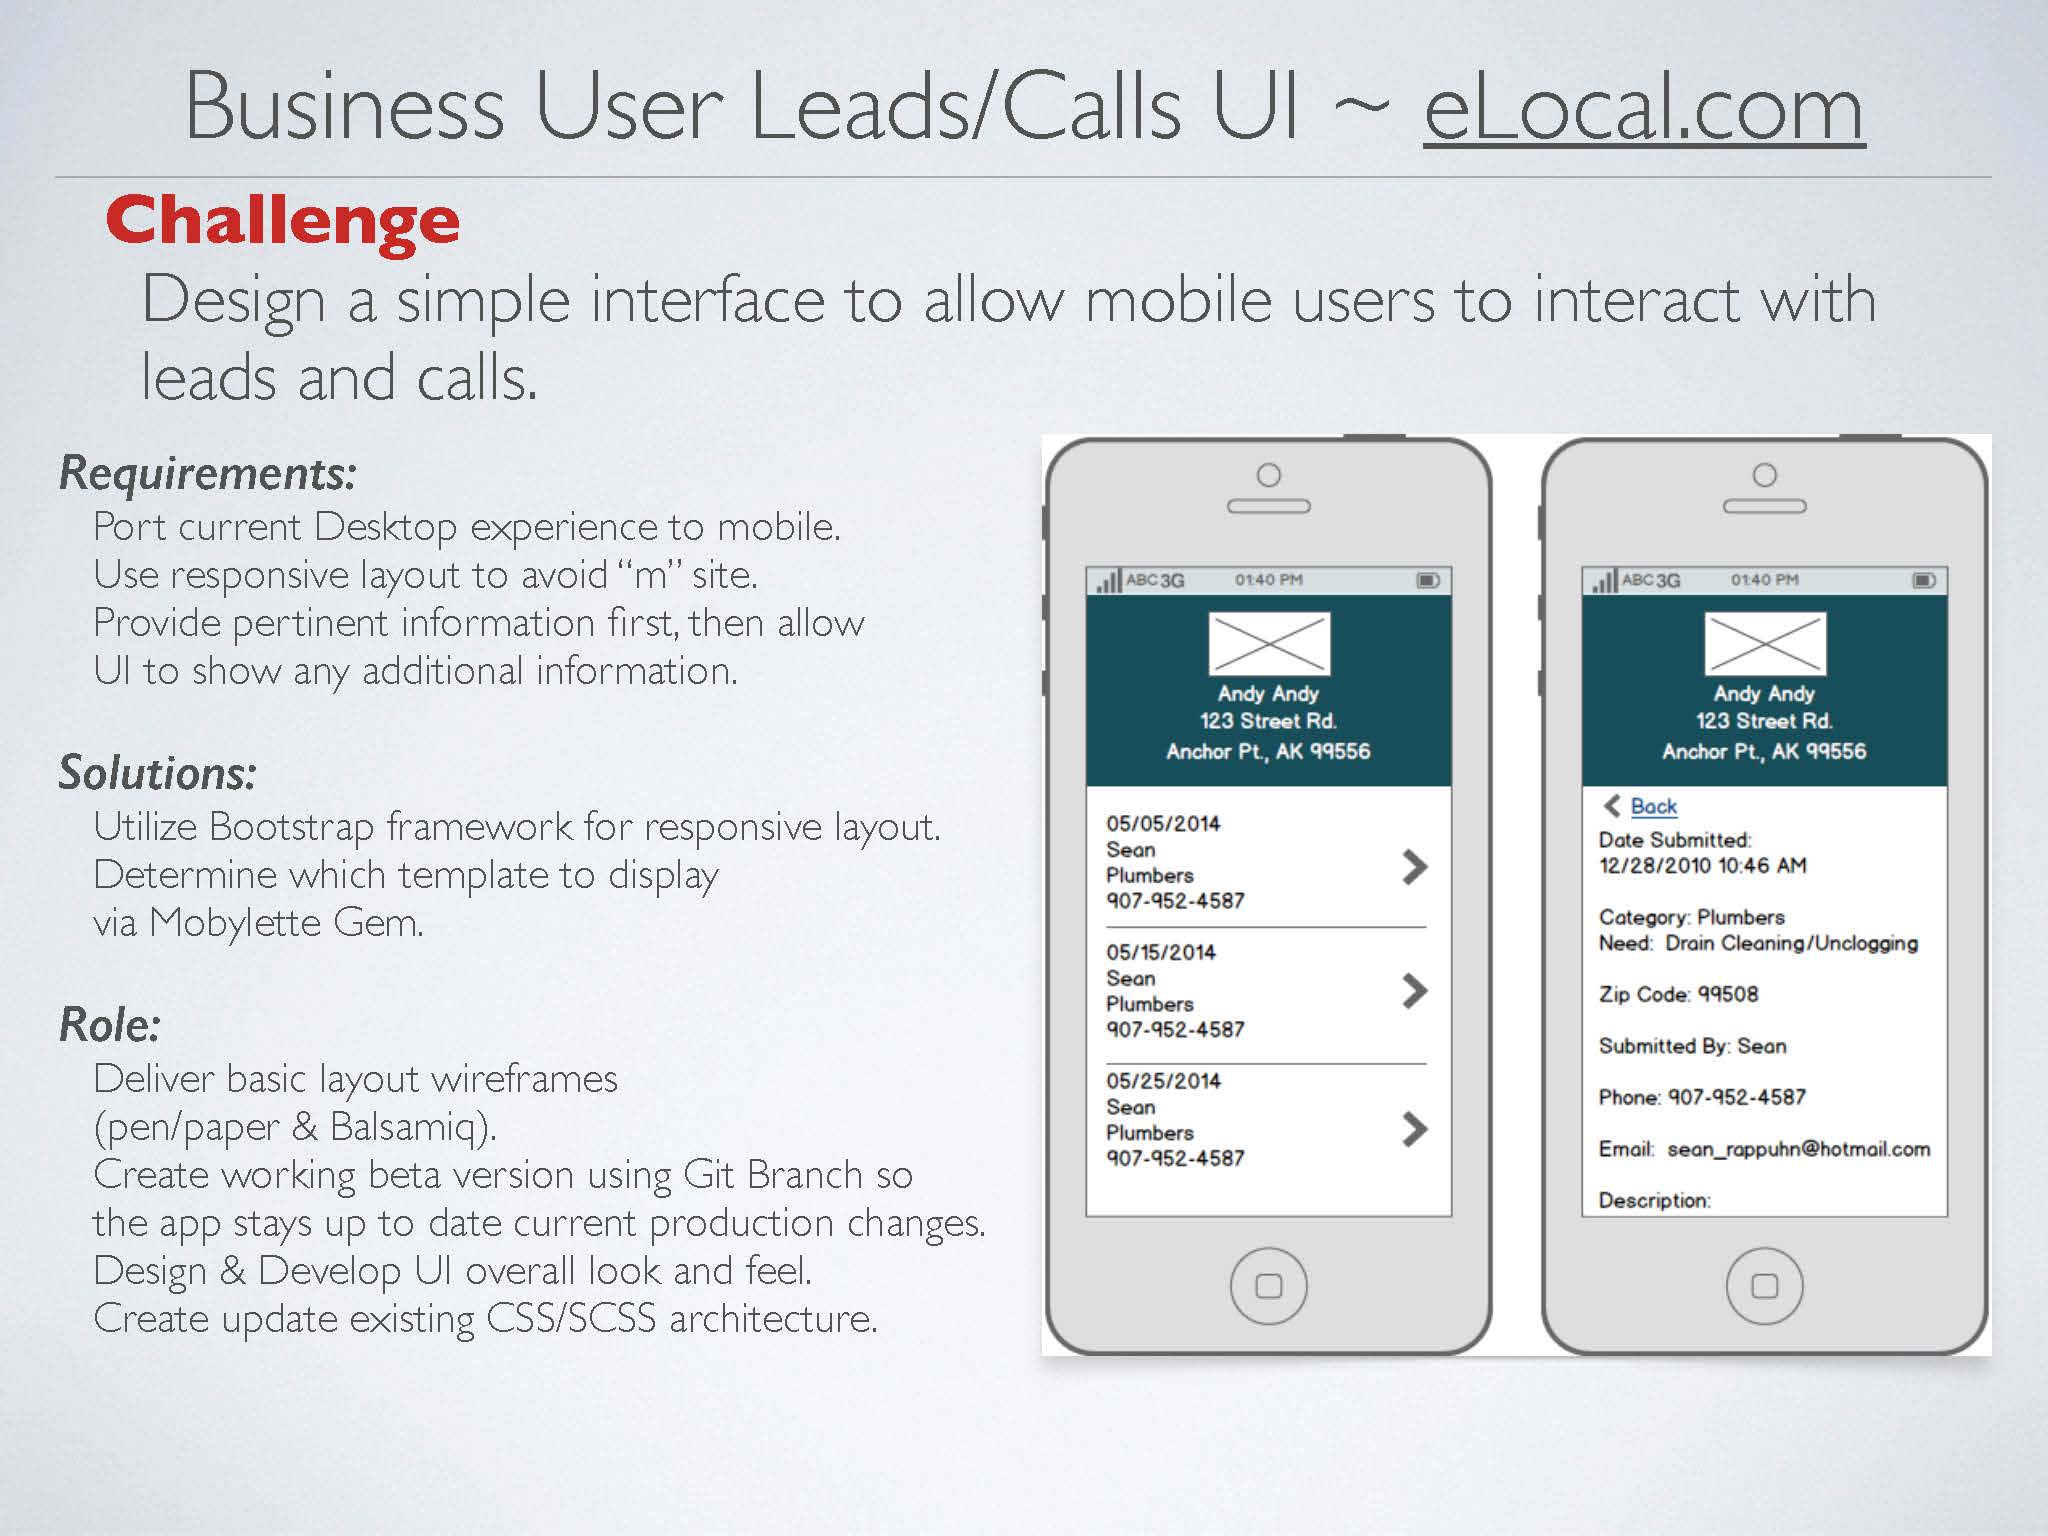 Business User Leads/Calls UI ~ eLocal.com
Challenge
Design a simple interface to allow mobile users to interact with
leads and calls.
Requirements:
Port current Desktop experience to mobile.
Use responsive layout to avoid “m” site.
Provide pertinent information first, then allow
UI to show any additional information.
Solutions:
Utilize Bootstrap framework for responsive layout.
Determine which template to display
via Mobylette Gem.
Role:
Deliver basic layout wireframes
(pen/paper & Balsamiq).
Create working beta version using Git Branch so
the app stays up to date current production changes.
Design & Develop UI overall look and feel.
Create update existing CSS/SCSS architecture.
ABC 3G 01:40 PM
Andy Andy
123 Street Rd.
Anchor Pt., AK 99556
05/05/2014
Sean
Plumbers
907-952-4587
05/15/2014
Sean
Plumbers
907-952-4587
05/25/2014
Sean
Plumbers
907-952-4587
ABC 3G 01:40 PM
Andy Andy
123 Street Rd.
Anchor Pt., AK 99556
Back
Date Submitted:
12/28/2010 10:46 AM
Category: Plumbers
Need: Drain Cleaning/Unclogging
Zip Code: 99508
Submitted By: Sean
Phone: 907-952-4587
Email: sean_rappuhn@hotmail.com
Description: